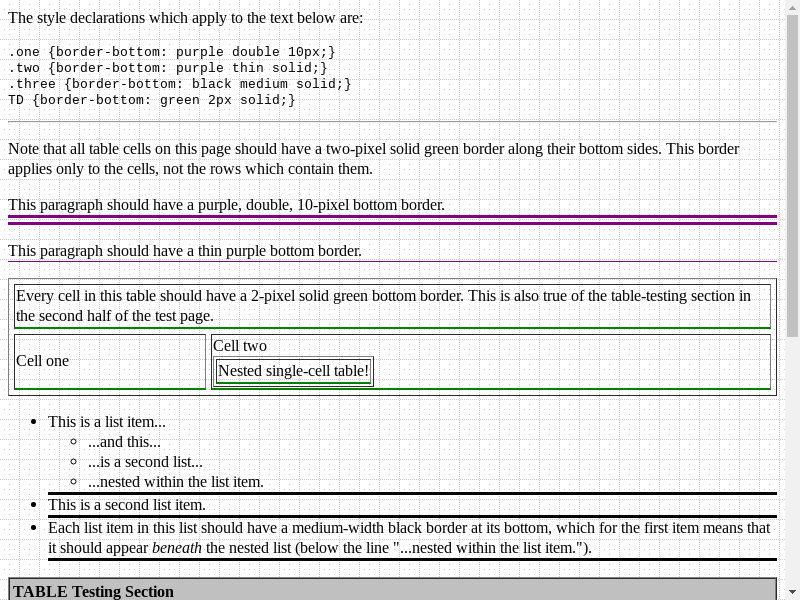 The style declarations which apply to the text below are:
.one {border-bottom: purple double 10px;}
.two {border-bottom: purple thin solid;}
.three {border-bottom: black medium solid;}
TD {border-bottom: green 2px solid;}
Note that all table cells on this page should have a two-pixel solid green border along their bottom sides. This border
applies only to the cells, not the rows which contain them.
This paragraph should have a purple, double, 10-pixel bottom border.
This paragraph should have a thin purple bottom border.
Every cell in this table should have a 2-pixel solid green bottom border. This is also true of the table-testing section in
the second half of the test page.
Cell one
Cell two
Nested single-cell table!
This is a list item...
...and this...
...is a second list...
...nested within the list item.
This is a second list item.
Each list item in this list should have a medium-width black border at its bottom, which for the first item means that
it should appear beneath the nested list (below the line "...nested within the list item.").
TABLE Testing Section